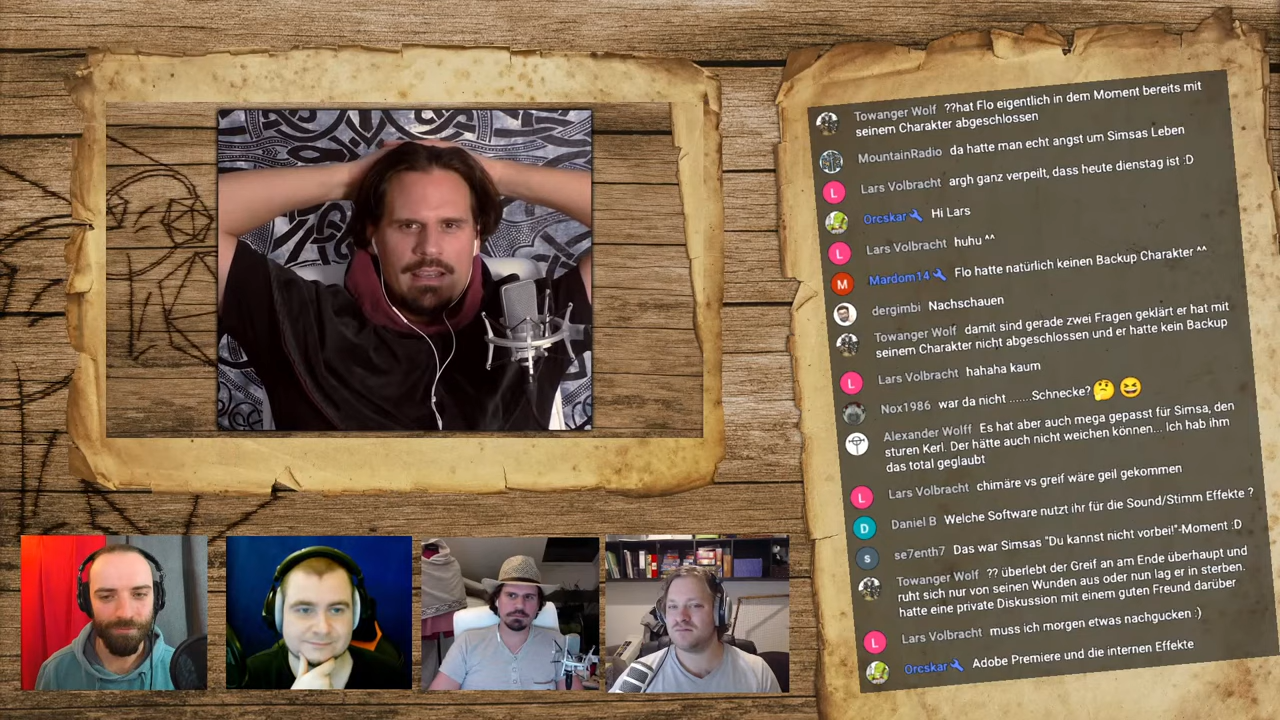 Towanger Wolf ??hat Flo eigentlich in dem Moment bereits mit
seinem Charakter abgeschlossen
MountainRadio da hatte man echt angst um Simsas Leben
L Lars Volbracht argh ganz verpeilt, dass heute dienstag ist :D
Orcskar Hi Lars
L Lars Volbracht huhu ^^
M Mardom14 Flo hatte natürlich keinen Backup Charakter ^^
dergimbi Nachschauen
Towanger Wolf damit sind gerade zwei Fragen geklärt er hat mit
seinem Charakter nicht abgeschlossen und er hatte kein Backup
L Lars Volbracht hahaha kaum
Nox1986 war da nicht .......Schnecke? 🤔 😆
Alexander Wolff Es hat aber auch mega gepasst für Simsa, den
sturen Kerl. Der hätte auch nicht weichen können... Ich hab ihm
das total geglaubt
L Lars Volbracht chimäre vs greif wäre geil gekommen
D Daniel B Welche Software nutzt ihr für die Sound/Stimm Effekte ?
S se7enth7 Das war Simsas "Du kannst nicht vorbei!"-Moment :D
Towanger Wolf ?? überlebt der Greif an am Ende überhaupt und
ruht sich nur von seinen Wunden aus oder nun lag er in sterben.
hatte eine private Diskussion mit einem guten Freund darüber
L Lars Volbracht muss ich morgen etwas nachgucken :)
Orcskar Adobe Premiere und die internen Effekte